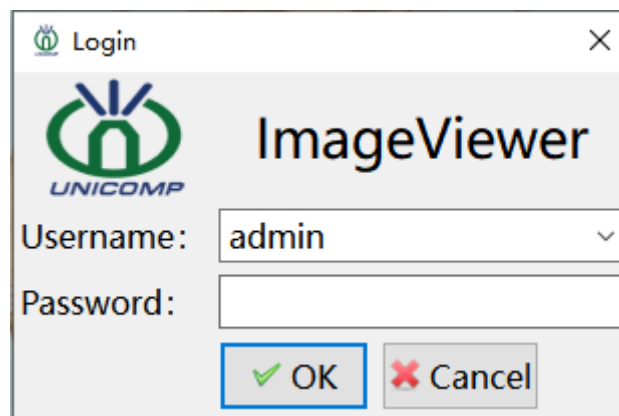 Login
UNICOMP
ImageViewer
Username:
admin
Password:
OK
Cancel